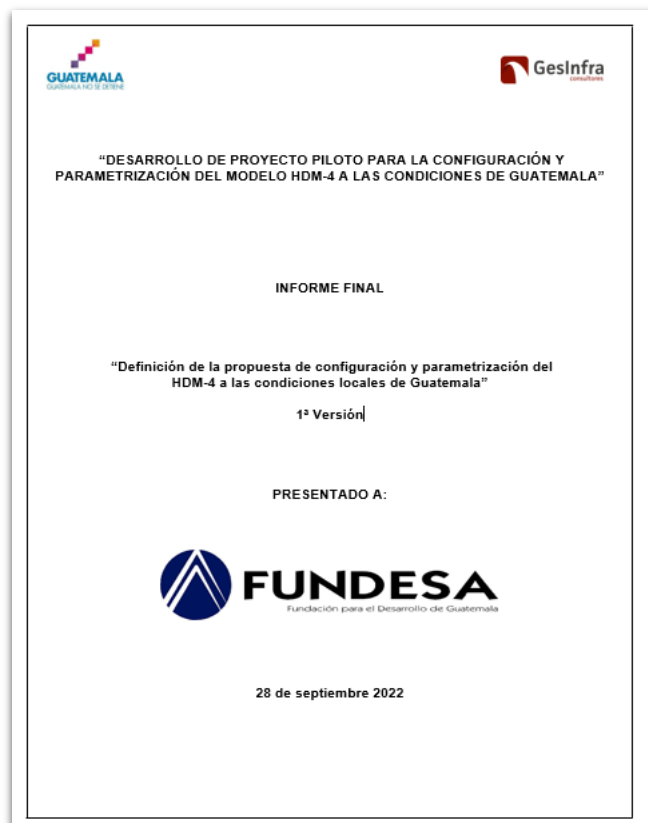 GUATEMALA
GUATEMALA NO SE DETIENE
GesInfra
consultores
“DESARROLLO DE PROYECTO PILOTO PARA LA CONFIGURACIÓN Y
PARAMETRIZACIÓN DEL MODELO HDM-4 A LAS CONDICIONES DE GUATEMALA”
INFORME FINAL
“Definición de la propuesta de configuración y parametrización del
HDM-4 a las condiciones locales de Guatemala”
1ª Versión
PRESENTADO A:
FUNDESA
Fundación para el Desarrollo de Guatemala
28 de septiembre 2022